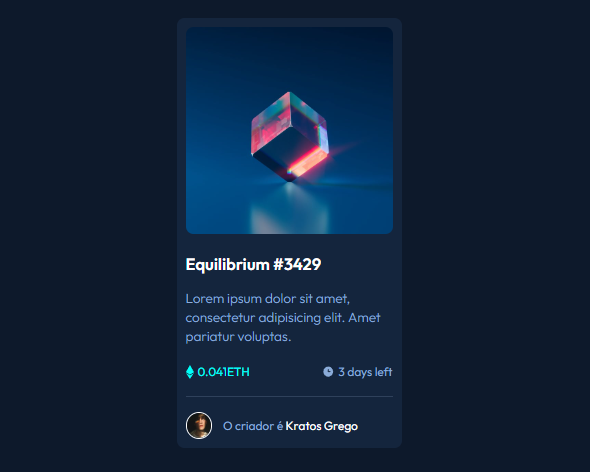 Equilibrium #3429
Lorem ipsum dolor sit amet,
consectetur adipisicing elit. Amet
pariatur voluptas.
0.041ETH
3 days left
O criador é Kratos Grego